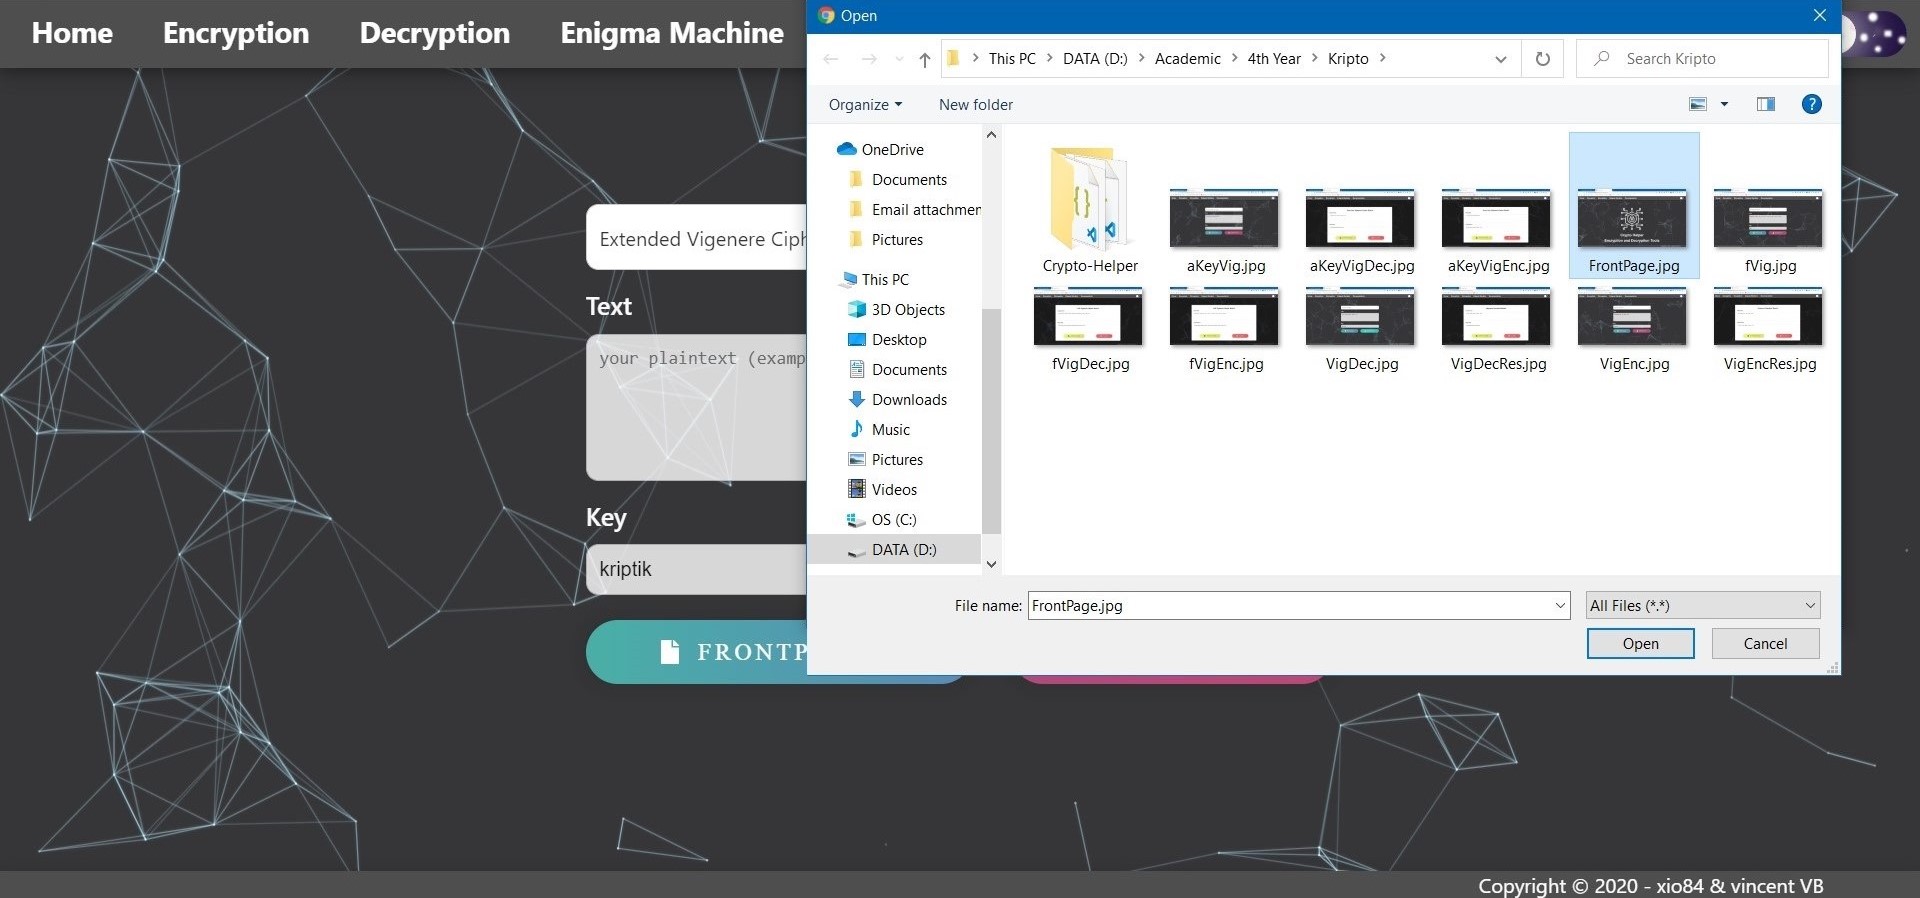 Home Encryption Decryption Enigma Machine
Open
This PC DATA (D:) Academic 4th Year Kripto
Search Kripto
Organize New folder
OneDrive
Documents
Email attachmen
Pictures
This PC
3D Objects
Desktop
Documents
Downloads
Music
Pictures
Videos
OS (C:)
DATA (D:)
Crypto-Helper aKeyVig.jpg aKeyVigDec.jpg aKeyVigEnc.jpg FrontPage.jpg fVig.jpg
fVigDec.jpg fVigEnc.jpg VigDec.jpg VigDecRes.jpg VigEnc.jpg VigEncRes.jpg
File name: FrontPage.jpg All Files (*.*)
Open Cancel
Extended Vigenere Ciph
Text
your plaintext (examp
Key
kriptik
FRONTP
Copyright © 2020 - xio84 & vincent VB